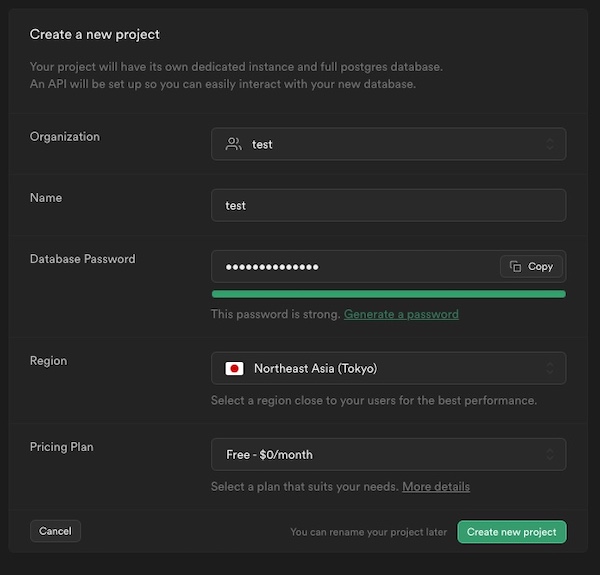 Create a new project
Your project will have its own dedicated instance and full postgres database.
An API will be set up so you can easily interact with your new database.
Organization
test
Name
test
Database Password
••••••••••••••
Copy
This password is strong. Generate a password
Region
Northeast Asia (Tokyo)
Select a region close to your users for the best performance.
Pricing Plan
Free - $0/month
Select a plan that suits your needs. More details
Cancel
You can rename your project later
Create new project